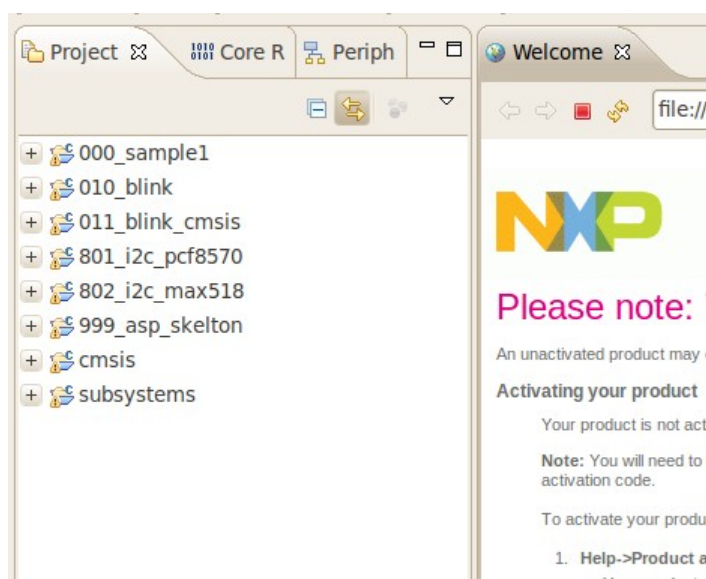 Project Core R Periph
000_sample1
010_blink
011_blink_cmsis
801_i2c_pcf8570
802_i2c_max518
999_asp_skelton
cmsis
subsystems
Welcome
file://
NXP
Please note:
An unactivated product may
Activating your product
Your product is not act
Note: You will need to
activation code.
To activate your produ
1. Help->Product a